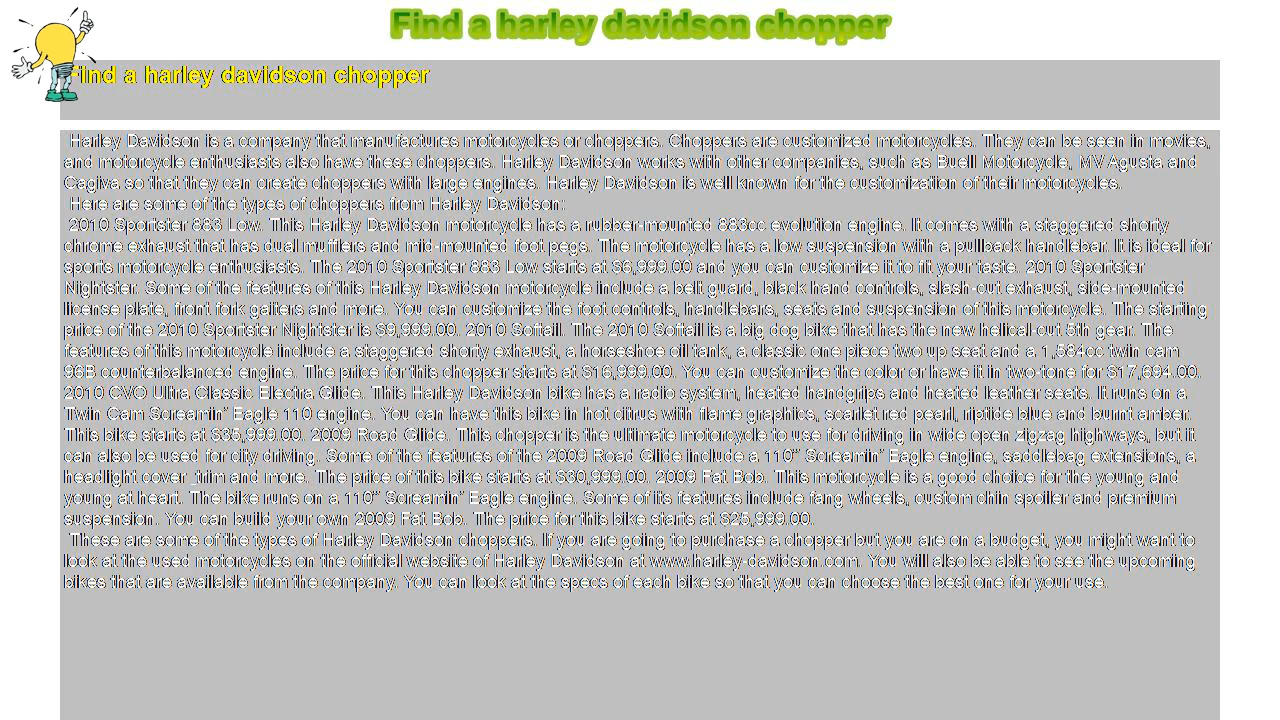 Find a harley davidson chopper
Find a harley davidson chopper
Harley Davidson is a company that manufactures motorcycles or choppers. Choppers are customized motorcycles. They can be seen in movies,
and motorcycle enthusiasts also have these choppers. Harley Davidson works with other companies, such as Buell Motorcycle, MV Agusta and
Cagiva so that they can create choppers with large engines. Harley Davidson is well known for the customization of their motorcycles.
Here are some of the types of choppers from Harley Davidson:
2010 Sportster 883 Low. This Harley Davidson motorcycle has a rubber-mounted 883cc evolution engine. It comes with a staggered shorty
chrome exhaust that has dual mufflers and mid-mounted foot pegs. The motorcycle has a low suspension with a pullback handlebar. It is ideal for
sports motorcycle enthusiasts. The 2010 Sportster 883 Low starts at $6,999.00 and you can customize it to fit your taste. 2010 Sportster
Nightster. Some of the features of this Harley Davidson motorcycle include a belt guard, black hand controls, slash-cut exhaust, side-mounted
license plate, front fork gaiters and more. You can customize the foot controls, handlebars, seats and suspension of this motorcycle. The starting
price of the 2010 Sportster Nightster is $9,999.00. 2010 Softail. The 2010 Softail is a big dog bike that has the new helical-cut 5th gear. The
features of this motorcycle include a staggered shorty exhaust, a horseshoe oil tank, a classic one piece two up seat and a 1,584cc twin cam
96B counterbalanced engine. The price for this chopper starts at $16,999.00. You can customize the color or have it in two-tone for $17,694.00.
2010 CVO Ultra Classic Electra Glide. This Harley Davidson bike has a radio system, heated handgrips and heated leather seats. It runs on a
Twin Cam Screamin’ Eagle 110 engine. You can have this bike in hot citrus with flame graphics, scarlet red pearl, riptide blue and burnt amber.
This bike starts at $35,999.00. 2009 Road Glide. This chopper is the ultimate motorcycle to use for driving in wide open zigzag highways, but it
can also be used for city driving. Some of the features of the 2009 Road Glide include a 110” Screamin’ Eagle engine, saddlebag extensions, a
headlight cover_trim and more. The price of this bike starts at $30,999.00. 2009 Fat Bob. This motorcycle is a good choice for the young and
young at heart. The bike runs on a 110” Screamin’ Eagle engine. Some of its features include fang wheels, custom chin spoiler and premium
suspension. You can build your own 2009 Fat Bob. The price for this bike starts at $25,999.00.
These are some of the types of Harley Davidson choppers. If you are going to purchase a chopper but you are on a budget, you might want to
look at the used motorcycles on the official website of Harley Davidson at www.harley-davidson.com. You will also be able to see the upcoming
bikes that are available from the company. You can look at the specs of each bike so that you can choose the best one for your use.